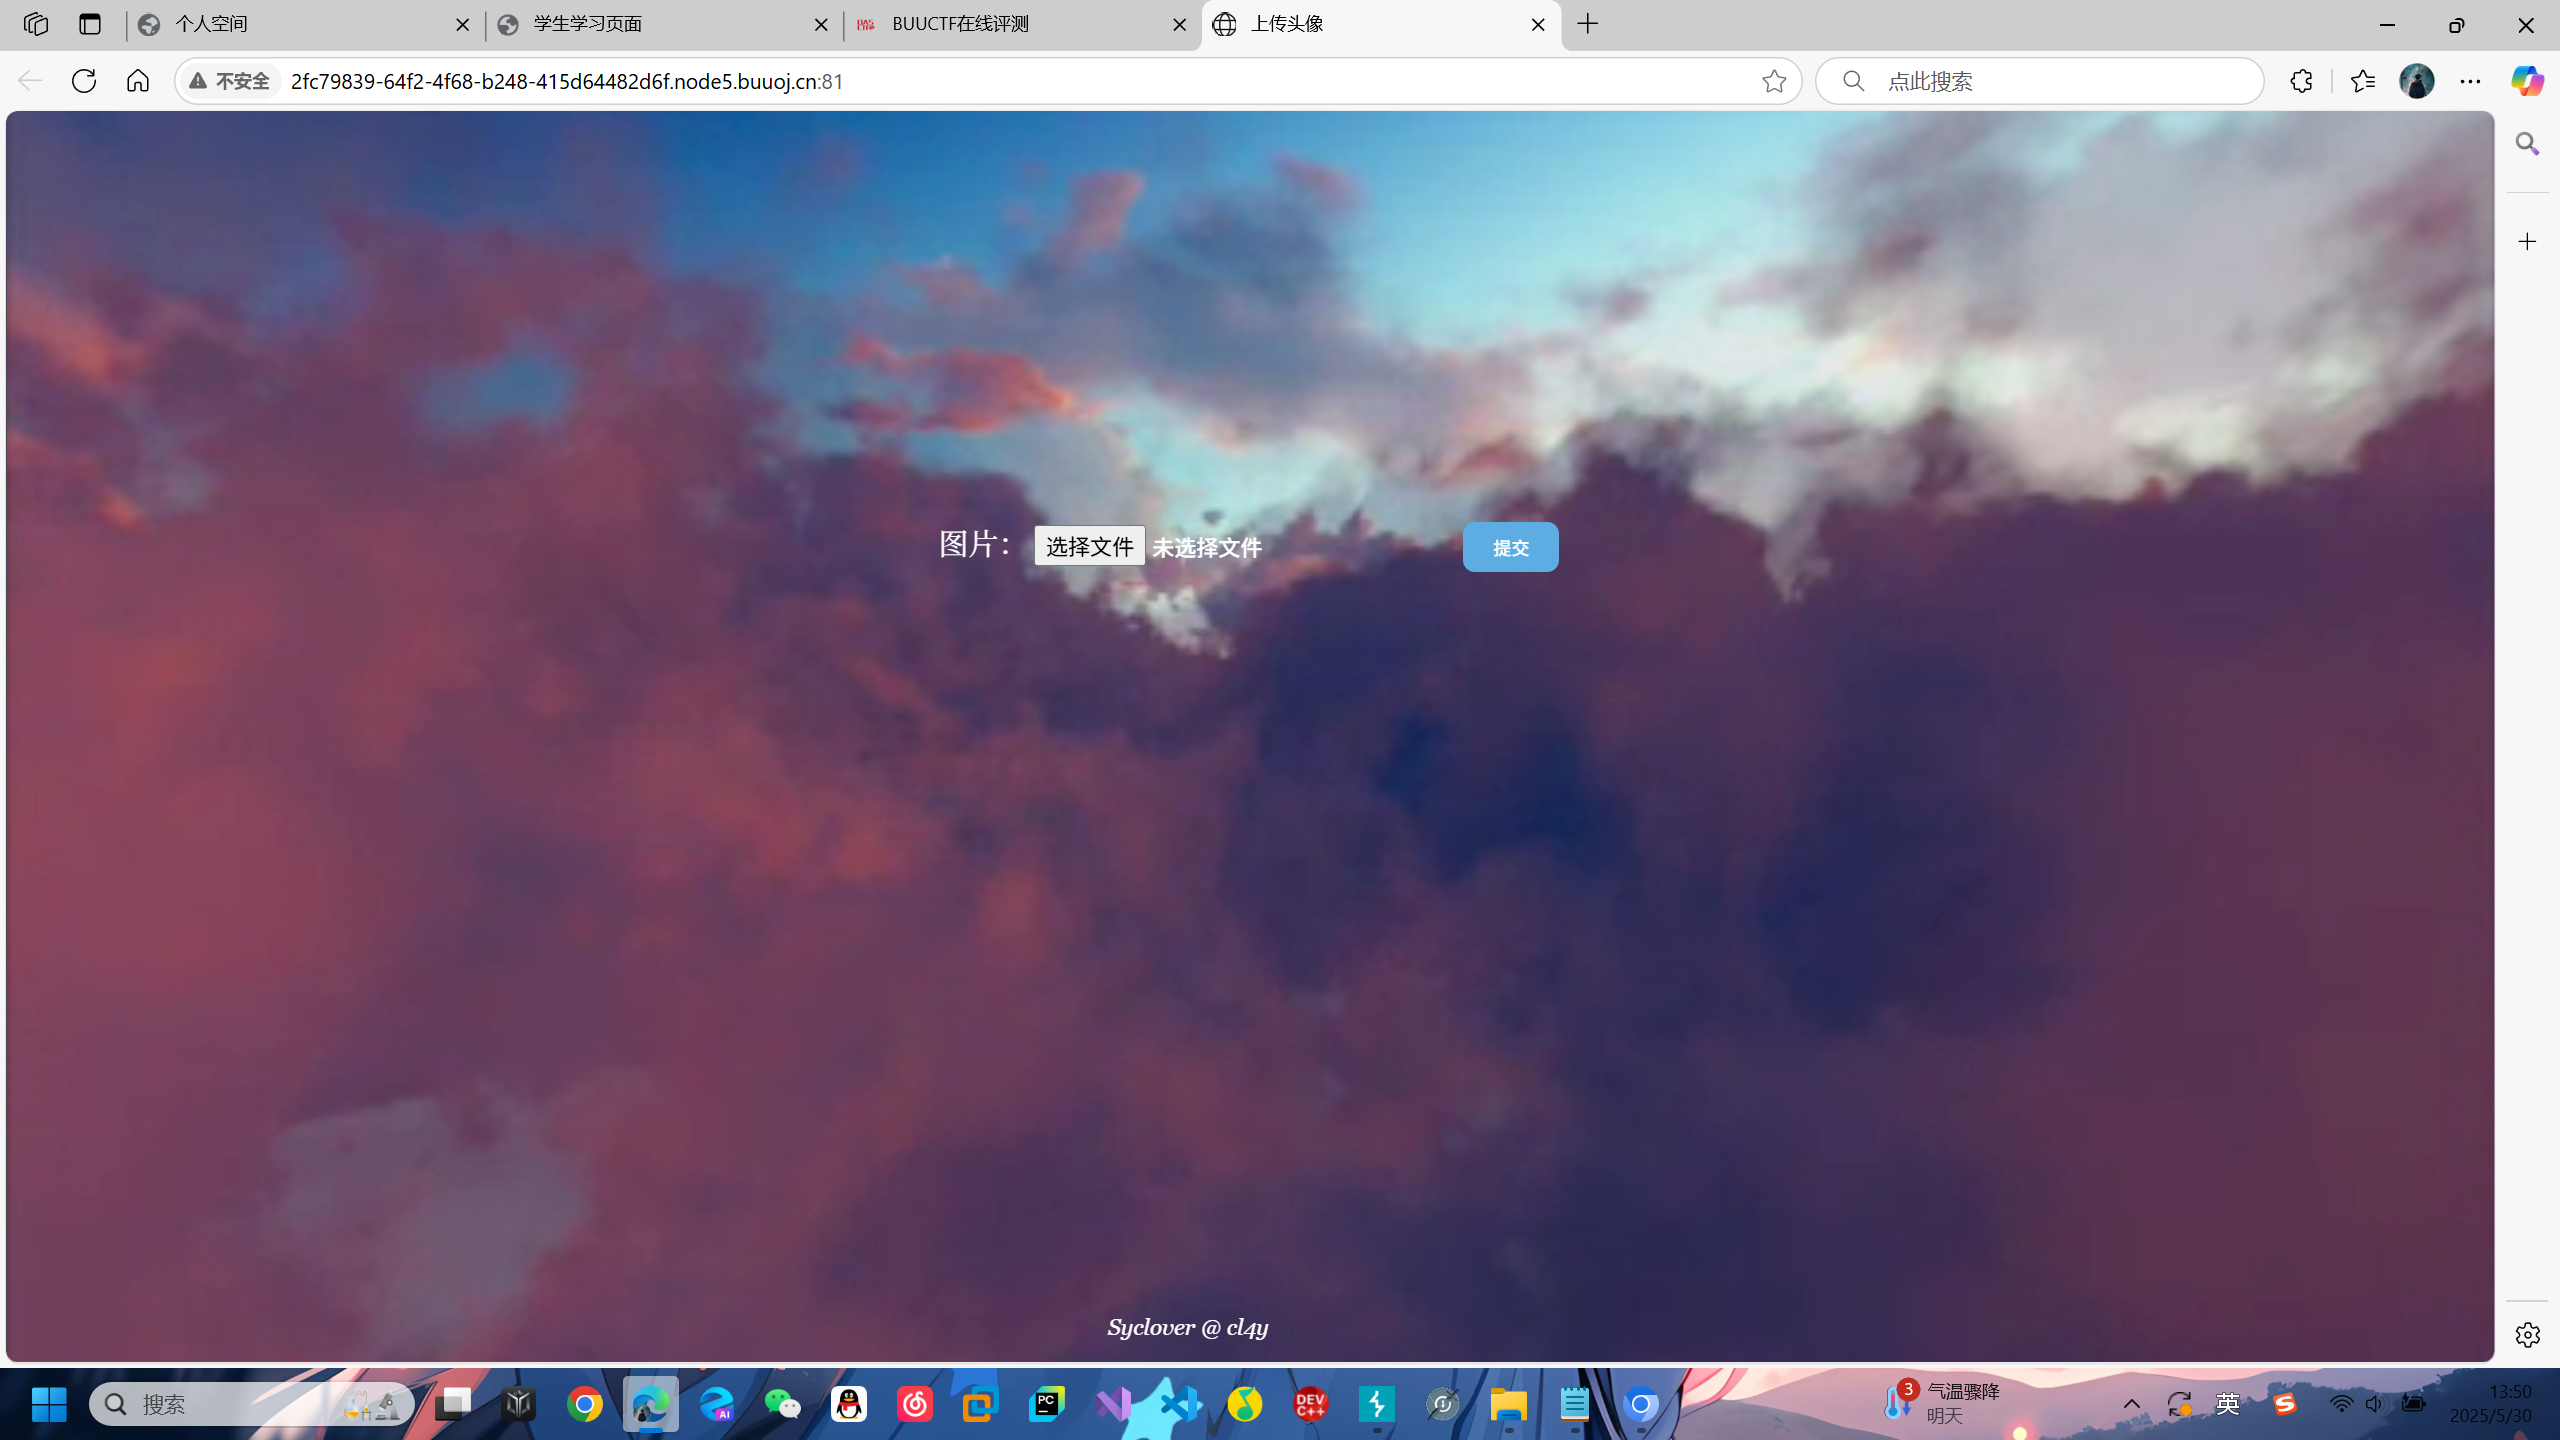 个人空间
学生学习页面
BUUCTF在线评测
上传头像
不安全
2fc79839-64f2-4f68-b248-415d64482d6f.node5.buuoj.cn:81
点此搜索
图片：
选择文件
未选择文件
提交
Syclover @ cl4y
搜索
AI
PC
DEV
C++
3
气温骤降
明天
英
13:50
2025/5/30